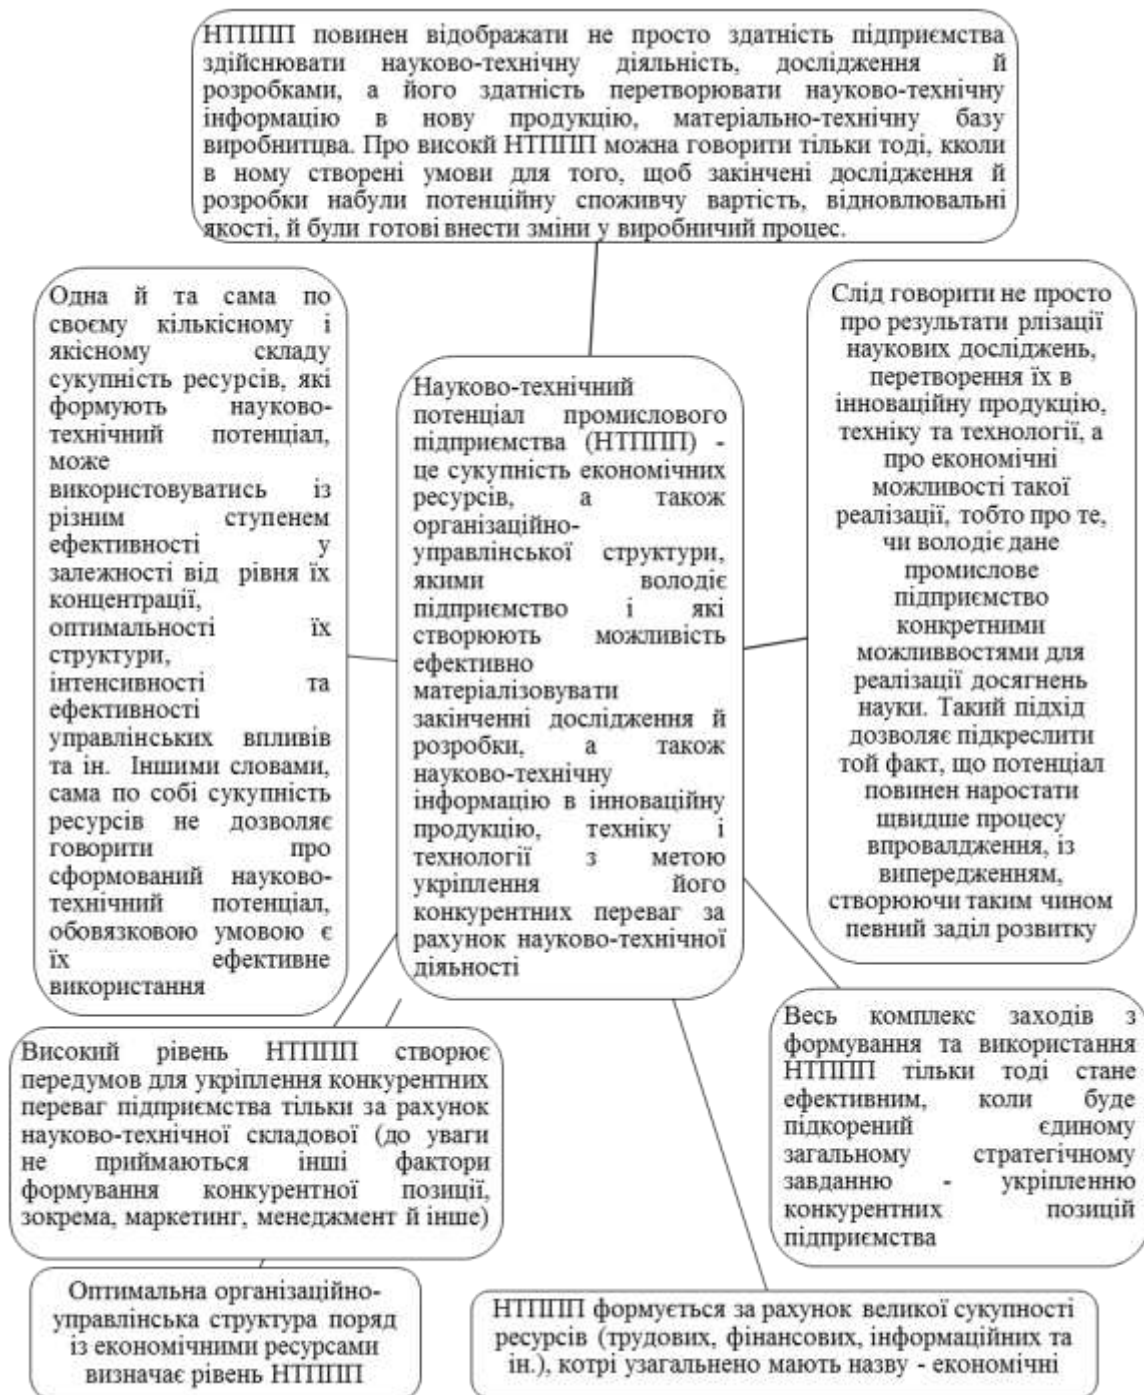 НТППП повинен відображати не просто здатність підприємства
здійснювати науково-технічну діяльність, дослідження й
розробками, а його здатність перетворювати науково-технічну
інформацію в нову продукцію, матеріально-технічну базу
виробнитцва. Про високй НТППП можна говорити тільки тоді, кколи
в ному створені умови для того, щоб закінчені дослідження й
розробки набули потенційну споживчу вартість, відновлювальні
якості, й були готові внести зміни у виробничий процес.
Одна й та сама по
своєму кількісному і
якісному складу
сукупність ресурсів, які
формують науково-
технічний потенціал,
може
використовуватись із
різним ступенем
ефективності у
залежності від рівня їх
концентрації,
оптимальності їх
структури,
інтенсивності та
ефективності
управлінських впливів
та ін. Іншими словами,
сама по собі сукупність
ресурсів не дозволяє
говорити про
сформований науково-
технічний потенціал,
обовязковою умовою є
їх ефективне
використання
Науково-технічний
потенціал промислового
підприємства (НТППП) -
це сукупність економічних
ресурсів, а також
організаційно-
управлінської структури,
якими володіє
підприємство і які
створюють можливість
ефективно
матеріалізовувати
закінченні дослідження й
розробки, а також
науково-технічну
інформацію в інноваційну
продукцію, техніку і
технології з метою
укріплення його
конкурентних переваг за
рахунок науково-технічної
діяьності
Слід говорити не просто
про результати рлізації
наукових досліджень,
перетворення їх в
інноваційну продукцію,
техніку та технології, а
про економічні
можливості такої
реалізації, тобто про те,
чи володіє дане
промислове
підприємство
конкретними
можливвостями для
реалізації досягнень
науки. Такий підхід
дозволяє підкреслити
той факт, що потенціал
повинен наростати
щвидше процесу
впровалдження, із
випередженням,
створюючи таким чином
певний заділ розвитку
Високий рівень НТППП створює
передумов для укріплення конкурентних
переваг підприємства тільки за рахунок
науково-технічної складової (до уваги
не приймаються інші фактори
формування конкурентної позиції,
зокрема, маркетинг, менеджмент й інше)
Весь комплекс заходів з
формування та використання
НТППП тільки тоді стане
ефективним, коли буде
підкорений єдиному
загальному стратегічному
завданню - укріпленню
конкурентних позицій
підприємства
Оптимальна організаційно-
управлінська структура поряд
із економічними ресурсами
визначає рівень НТППП
НТППП формується за рахунок великої сукупності
ресурсів (трудових, фінансових, інформаційних та
ін.), котрі узагальнено мають назву - економічні